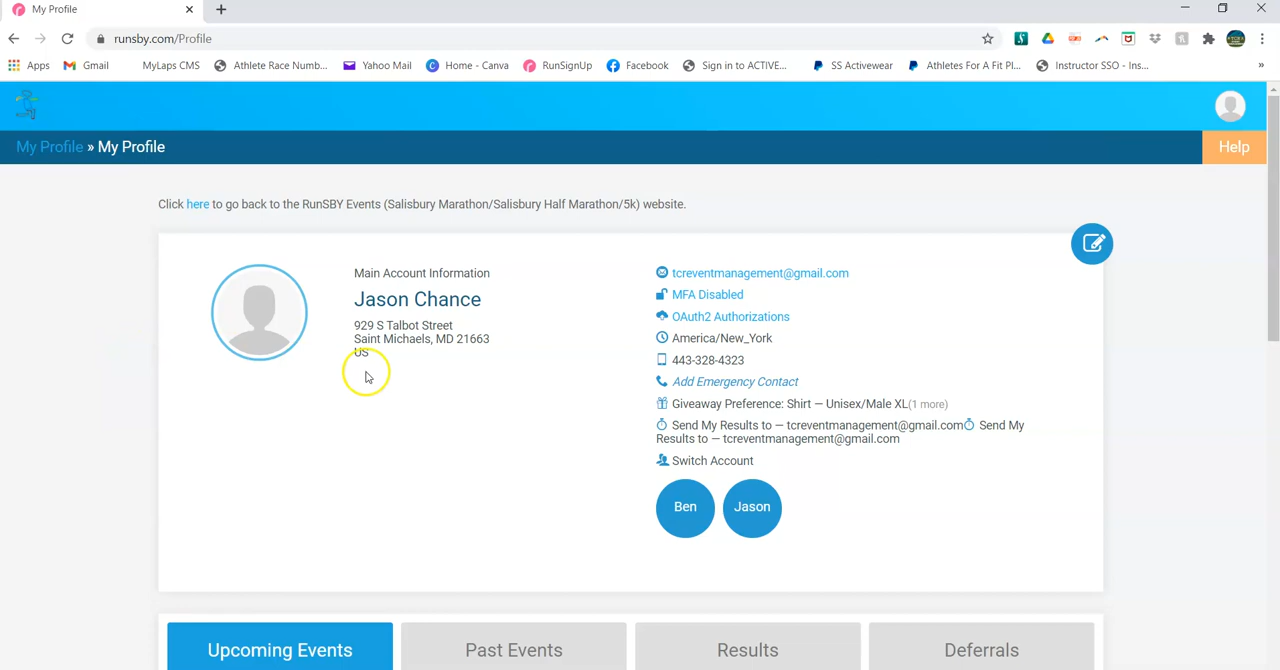 My Profile
runsby.com/Profile
Apps Gmail MyLaps CMS Athlete Race Numb... Yahoo Mail Home - Canva RunSignUp Facebook Sign in to ACTIVE... SS Activewear Athletes For A Fit Pl... Instructor SSO - Ins... »
My Profile » My Profile
Help
Click here to go back to the RunSBY Events (Salisbury Marathon/Salisbury Half Marathon/5k) website.
Main Account Information
Jason Chance
929 S Talbot Street
Saint Michaels, MD 21663
US
tcreventmanagement@gmail.com
MFA Disabled
OAuth2 Authorizations
America/New_York
443-328-4323
Add Emergency Contact
Giveaway Preference: Shirt — Unisex/Male XL(1 more)
Send My Results to — tcreventmanagement@gmail.com Send My
Results to — tcreventmanagement@gmail.com
Switch Account
Ben Jason
Upcoming Events Past Events Results Deferrals